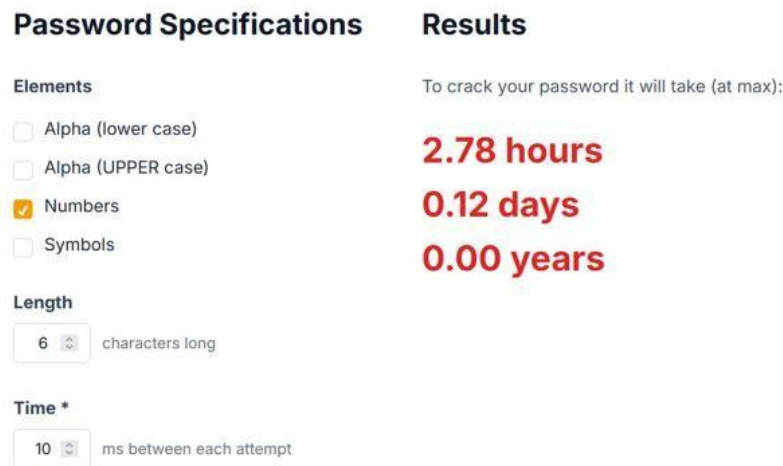 Password Specifications
Elements
Alpha (lower case)
Alpha (UPPER case)
Numbers
Symbols
Length
6 characters long
Time *
10 ms between each attempt
Results
To crack your password it will take (at max):
2.78 hours
0.12 days
0.00 years